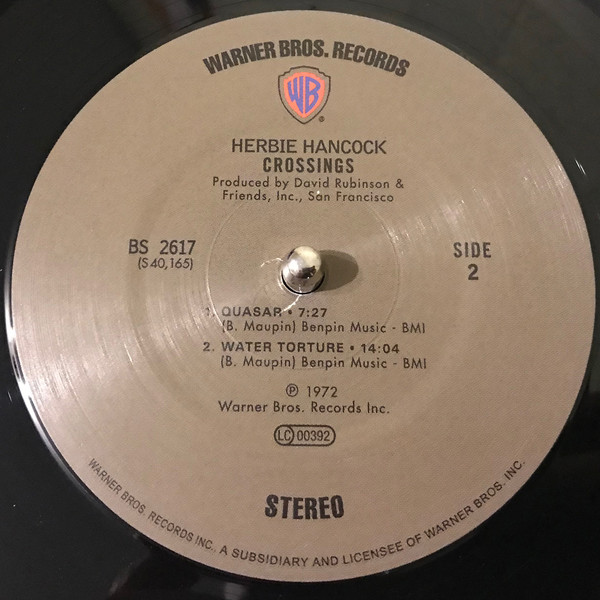 WARNER BROS. RECORDS
WB
®
HERBIE HANCOCK
CROSSINGS
Produced by David Rubinson &
Friends, Inc., San Francisco
BS 2617
(S40,165)
SIDE
2
1. QUASAR • 7:27
(B. Maupin) Benpin Music - BMI
2. WATER TORTURE • 14:04
(B. Maupin) Benpin Music - BMI
℗ 1972
Warner Bros. Records Inc.
LC 00392
STEREO
WARNER BROS. RECORDS INC., A SUBSIDIARY AND LICENSEE OF WARNER BROS. INC.